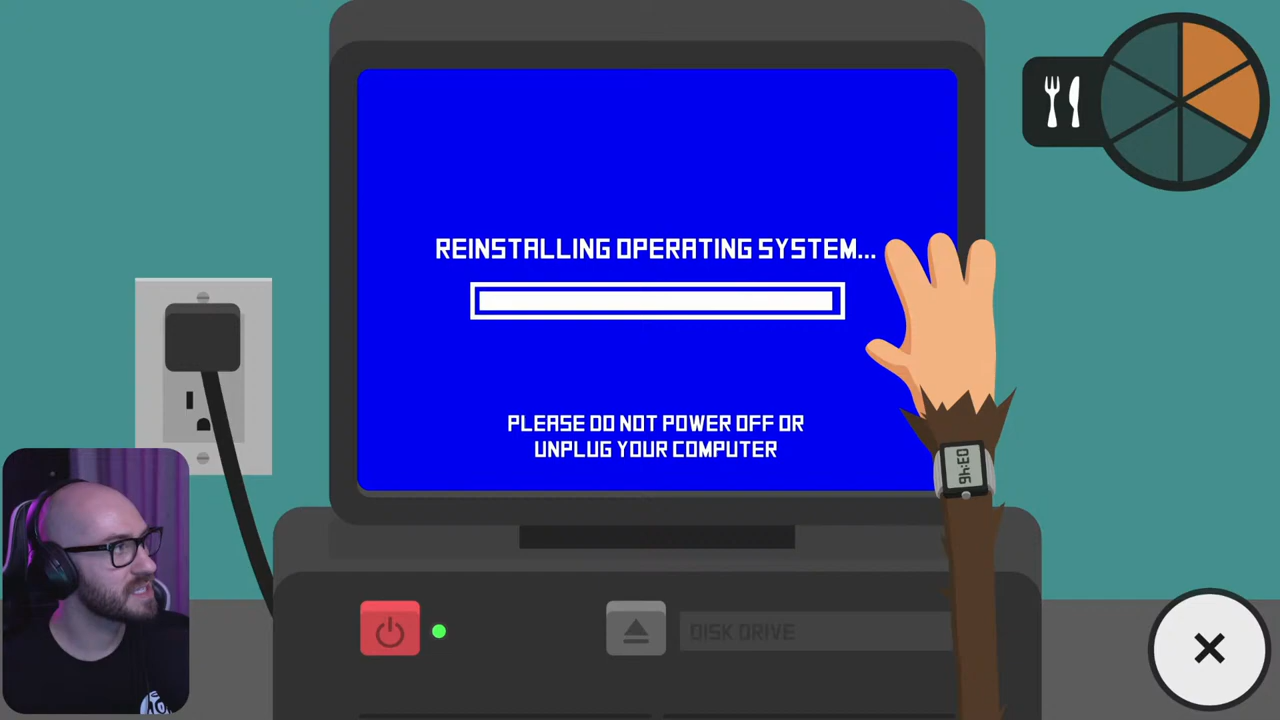 REINSTALLING OPERATING SYSTEM...
PLEASE DO NOT POWER OFF OR
UNPLUG YOUR COMPUTER
03:46
DISK DRIVE